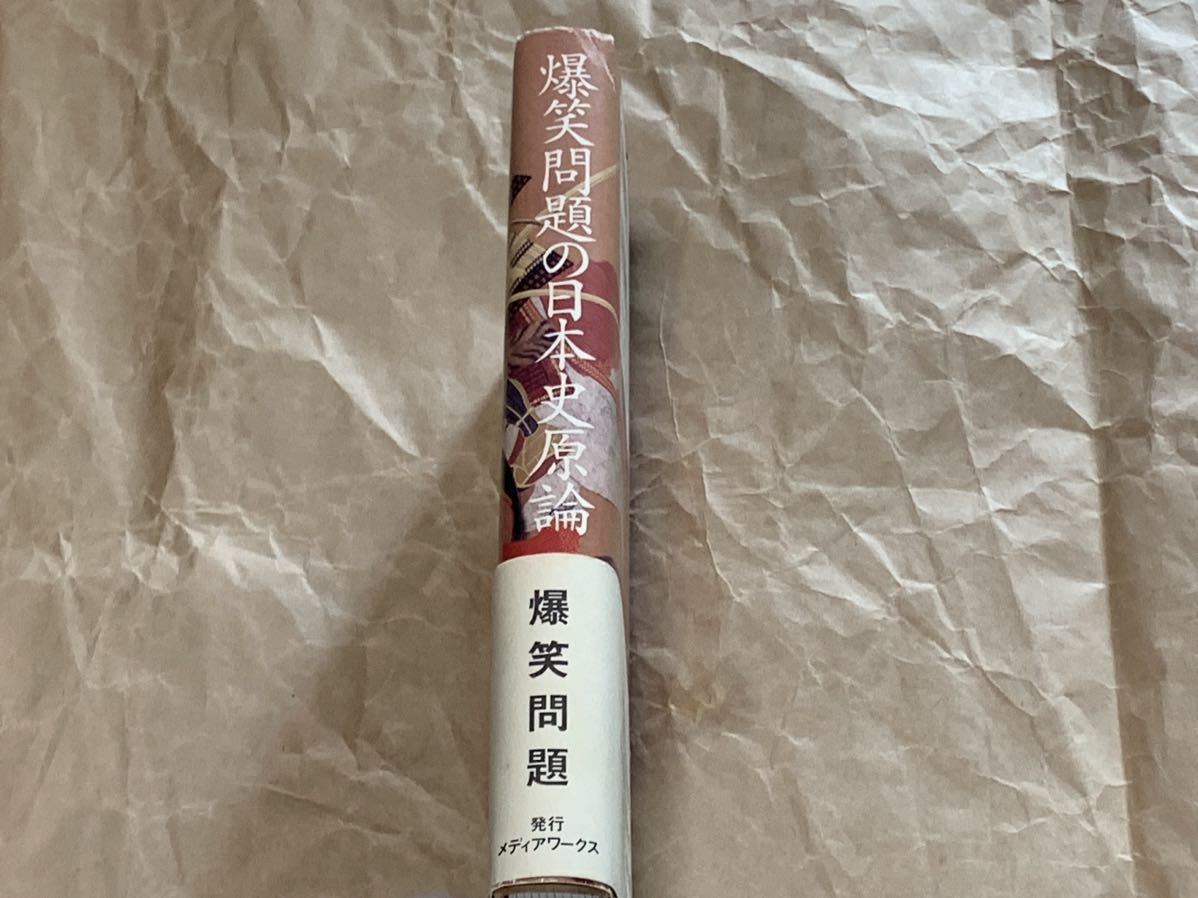 爆笑問題の日本史原論
爆笑問題
発行
メディアワークス